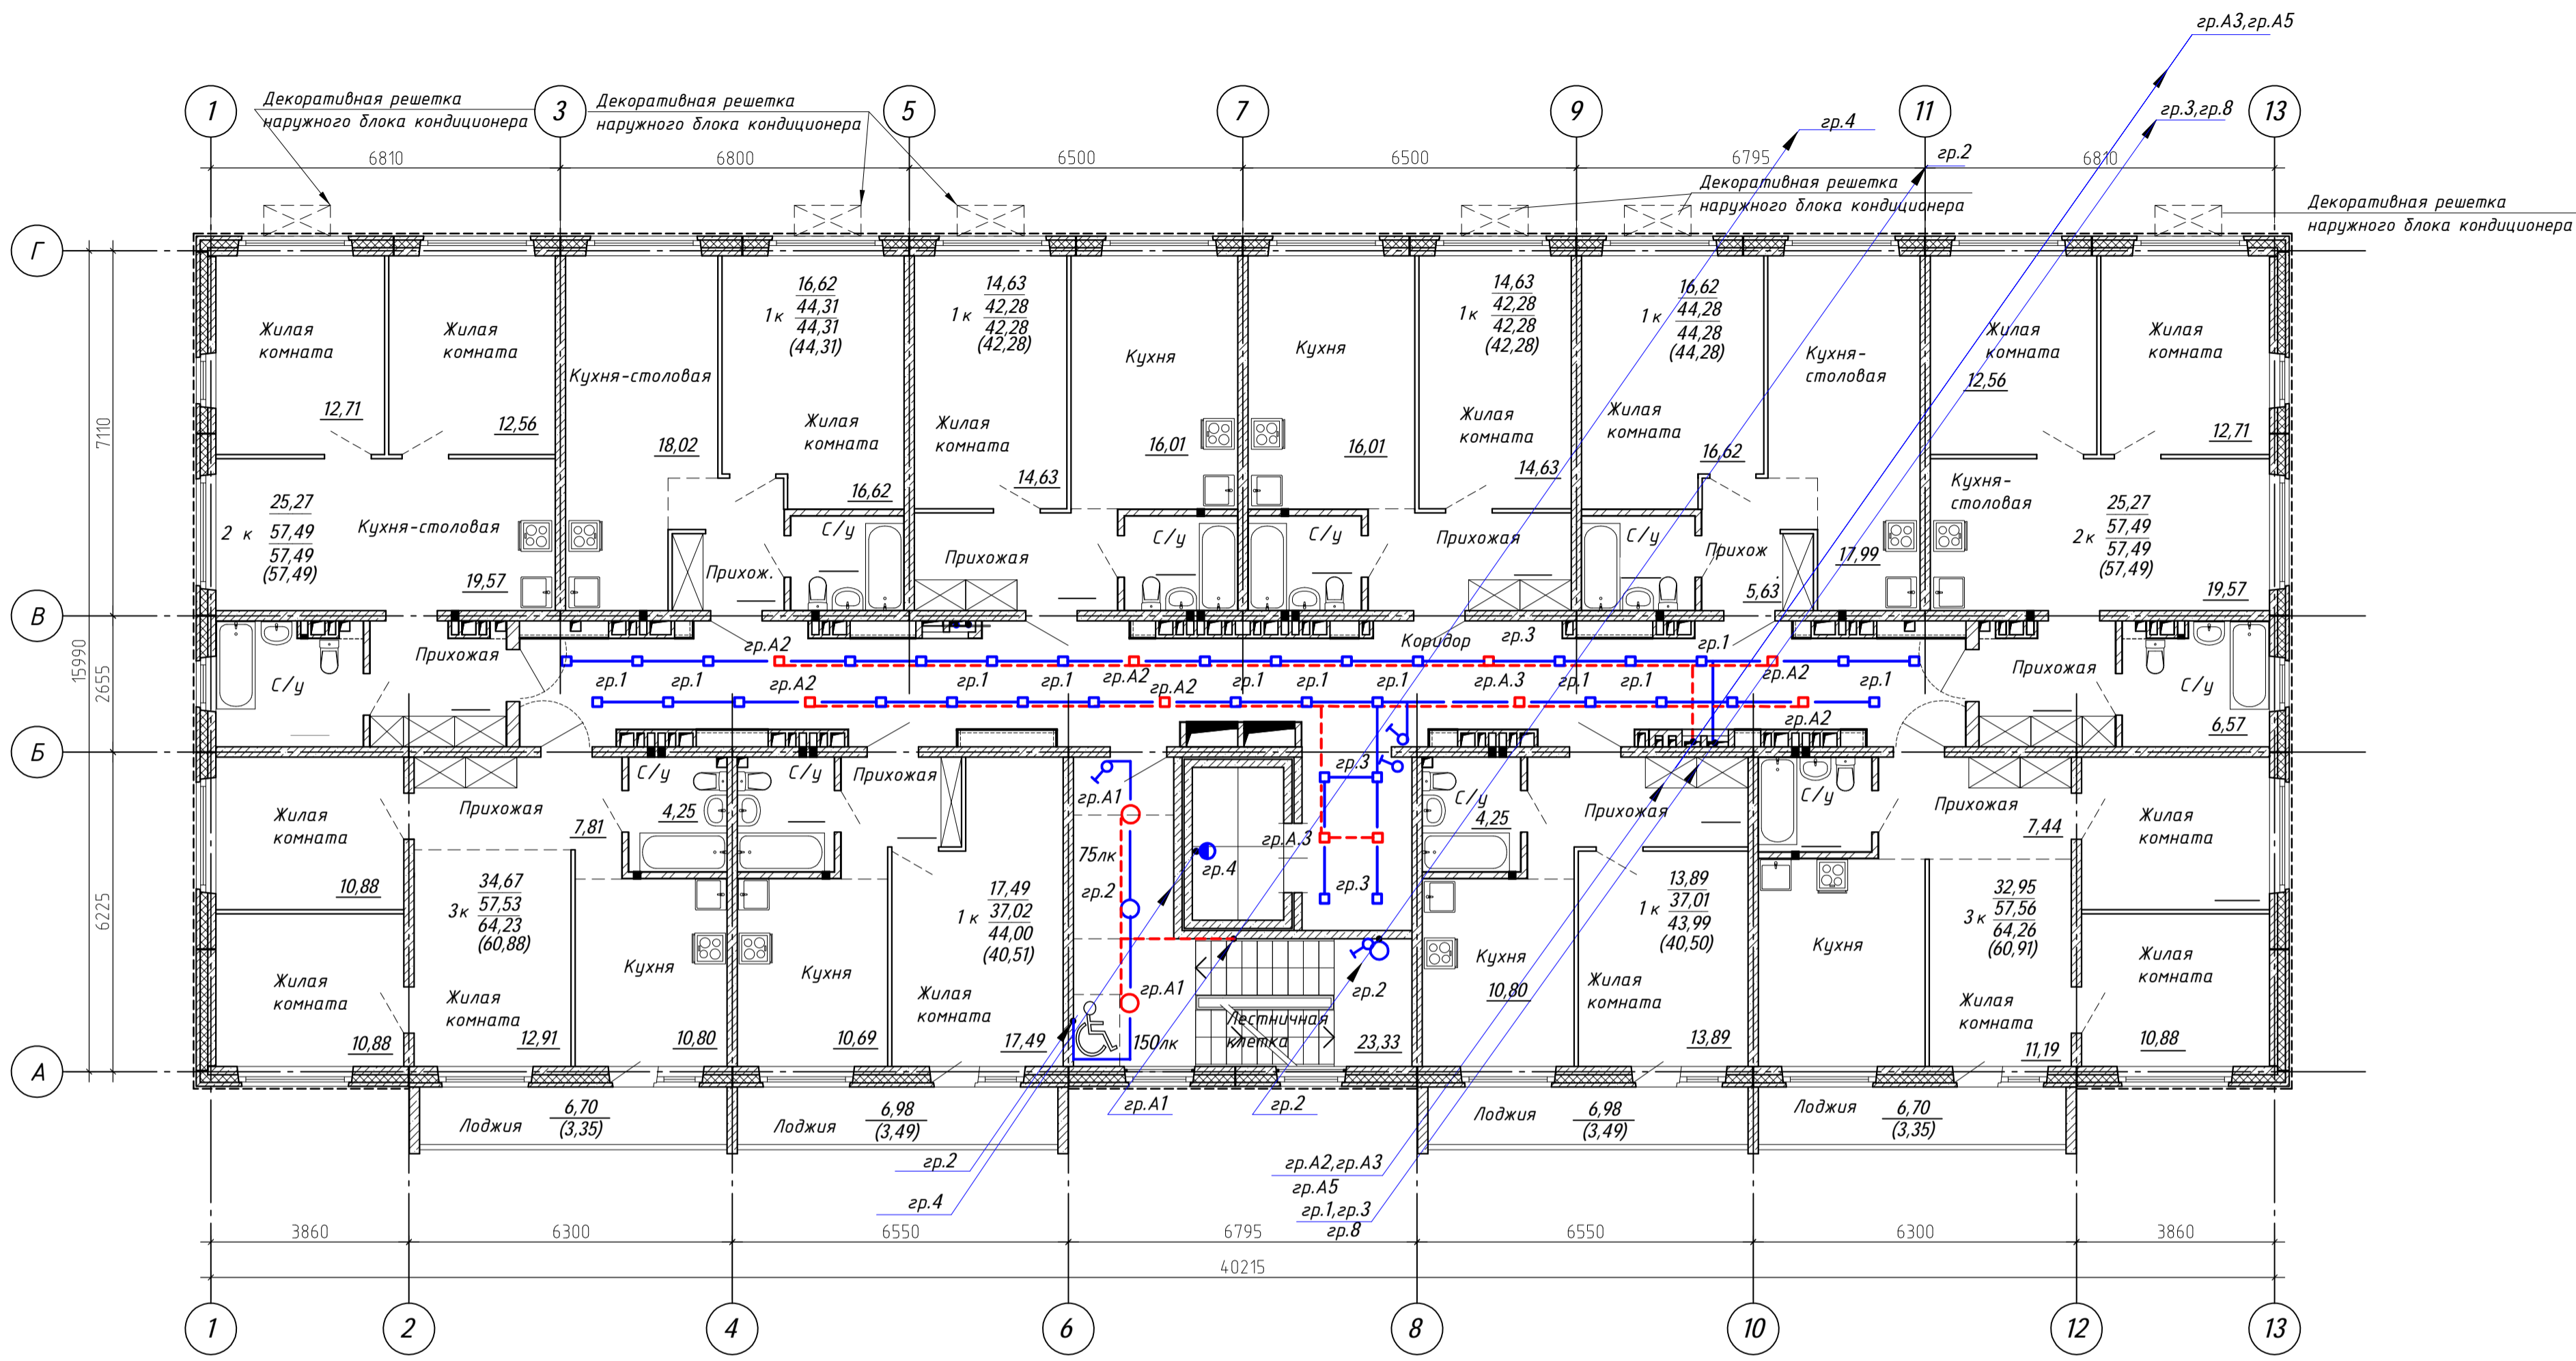 гр.А3,гр.А5
гр.3,гр.8
гр.4
гр.2
Декоративная решетка
наружного блока кондиционера
Декоративная решетка
наружного блока кондиционера
Декоративная решетка
наружного блока кондиционера
Декоративная решетка
наружного блока кондиционера
1
3
5
7
9
11
13
6810
6800
6500
6500
6795
6810
Г
В
Б
А
7110
2655
6225
15990
Жилая
комната
12,71
Жилая
комната
12,56
25,27
2 к 57,49
57,49
(57,49)
Кухня-столовая
19,57
Кухня-столовая
18,02
16,62
1к 44,31
44,31
(44,31)
Жилая
комната
16,62
С/у
Прихож.
14,63
1к 42,28
42,28
(42,28)
Жилая
комната
14,63
Прихожая
Кухня
16,01
С/у
Кухня
16,01
С/у
14,63
1к 42,28
42,28
(42,28)
Жилая
комната
14,63
Прихожая
16,62
1к 44,28
44,28
(44,28)
Жилая
комната
16,62
С/у
Прихож
5,63
Кухня-
столовая
17,99
Жилая
комната
12,56
Жилая
комната
12,71
Кухня-
столовая
25,27
2к 57,49
57,49
(57,49)
19,57
С/у
Прихожая
гр.А2
Коридор
гр.3
гр.1
Прихожая
С/у
6,57
гр.1
гр.1
гр.А2
гр.1
гр.1
гр.А2
гр.А2
гр.1
гр.1
гр.1
гр.А.3
гр.1
гр.1
гр.А2
гр.1
гр.А2
Жилая
комната
10,88
Жилая
комната
10,88
Прихожая
7,81
34,67
3к 57,53
64,23
(60,88)
Жилая
комната
12,91
С/у
4,25
Кухня
10,80
С/у
Прихожая
Кухня
10,69
17,49
1к 37,02
44,00
(40,51)
Жилая
комната
17,49
гр.А1
75лк
гр.2
гр.А1
150лк
гр.4
гр.3
гр.А.3
гр.3
гр.2
Лестничная
клетка
23,33
С/у
4,25
Кухня
10,80
Прихожая
13,89
1к 37,01
43,99
(40,50)
Жилая
комната
13,89
С/у
Прихожая
7,44
Кухня
32,95
3к 57,56
64,26
(60,91)
Жилая
комната
11,19
Жилая
комната
Жилая
комната
10,88
Лоджия
6,70
(3,35)
Лоджия
6,98
(3,49)
гр.А1
гр.2
Лоджия
6,98
(3,49)
Лоджия
6,70
(3,35)
гр.2
гр.4
гр.А2,гр.А3
гр.А5
гр.1,гр.3
гр.8
3860
6300
6550
6795
6550
6300
3860
40215
1
2
4
6
8
10
12
13